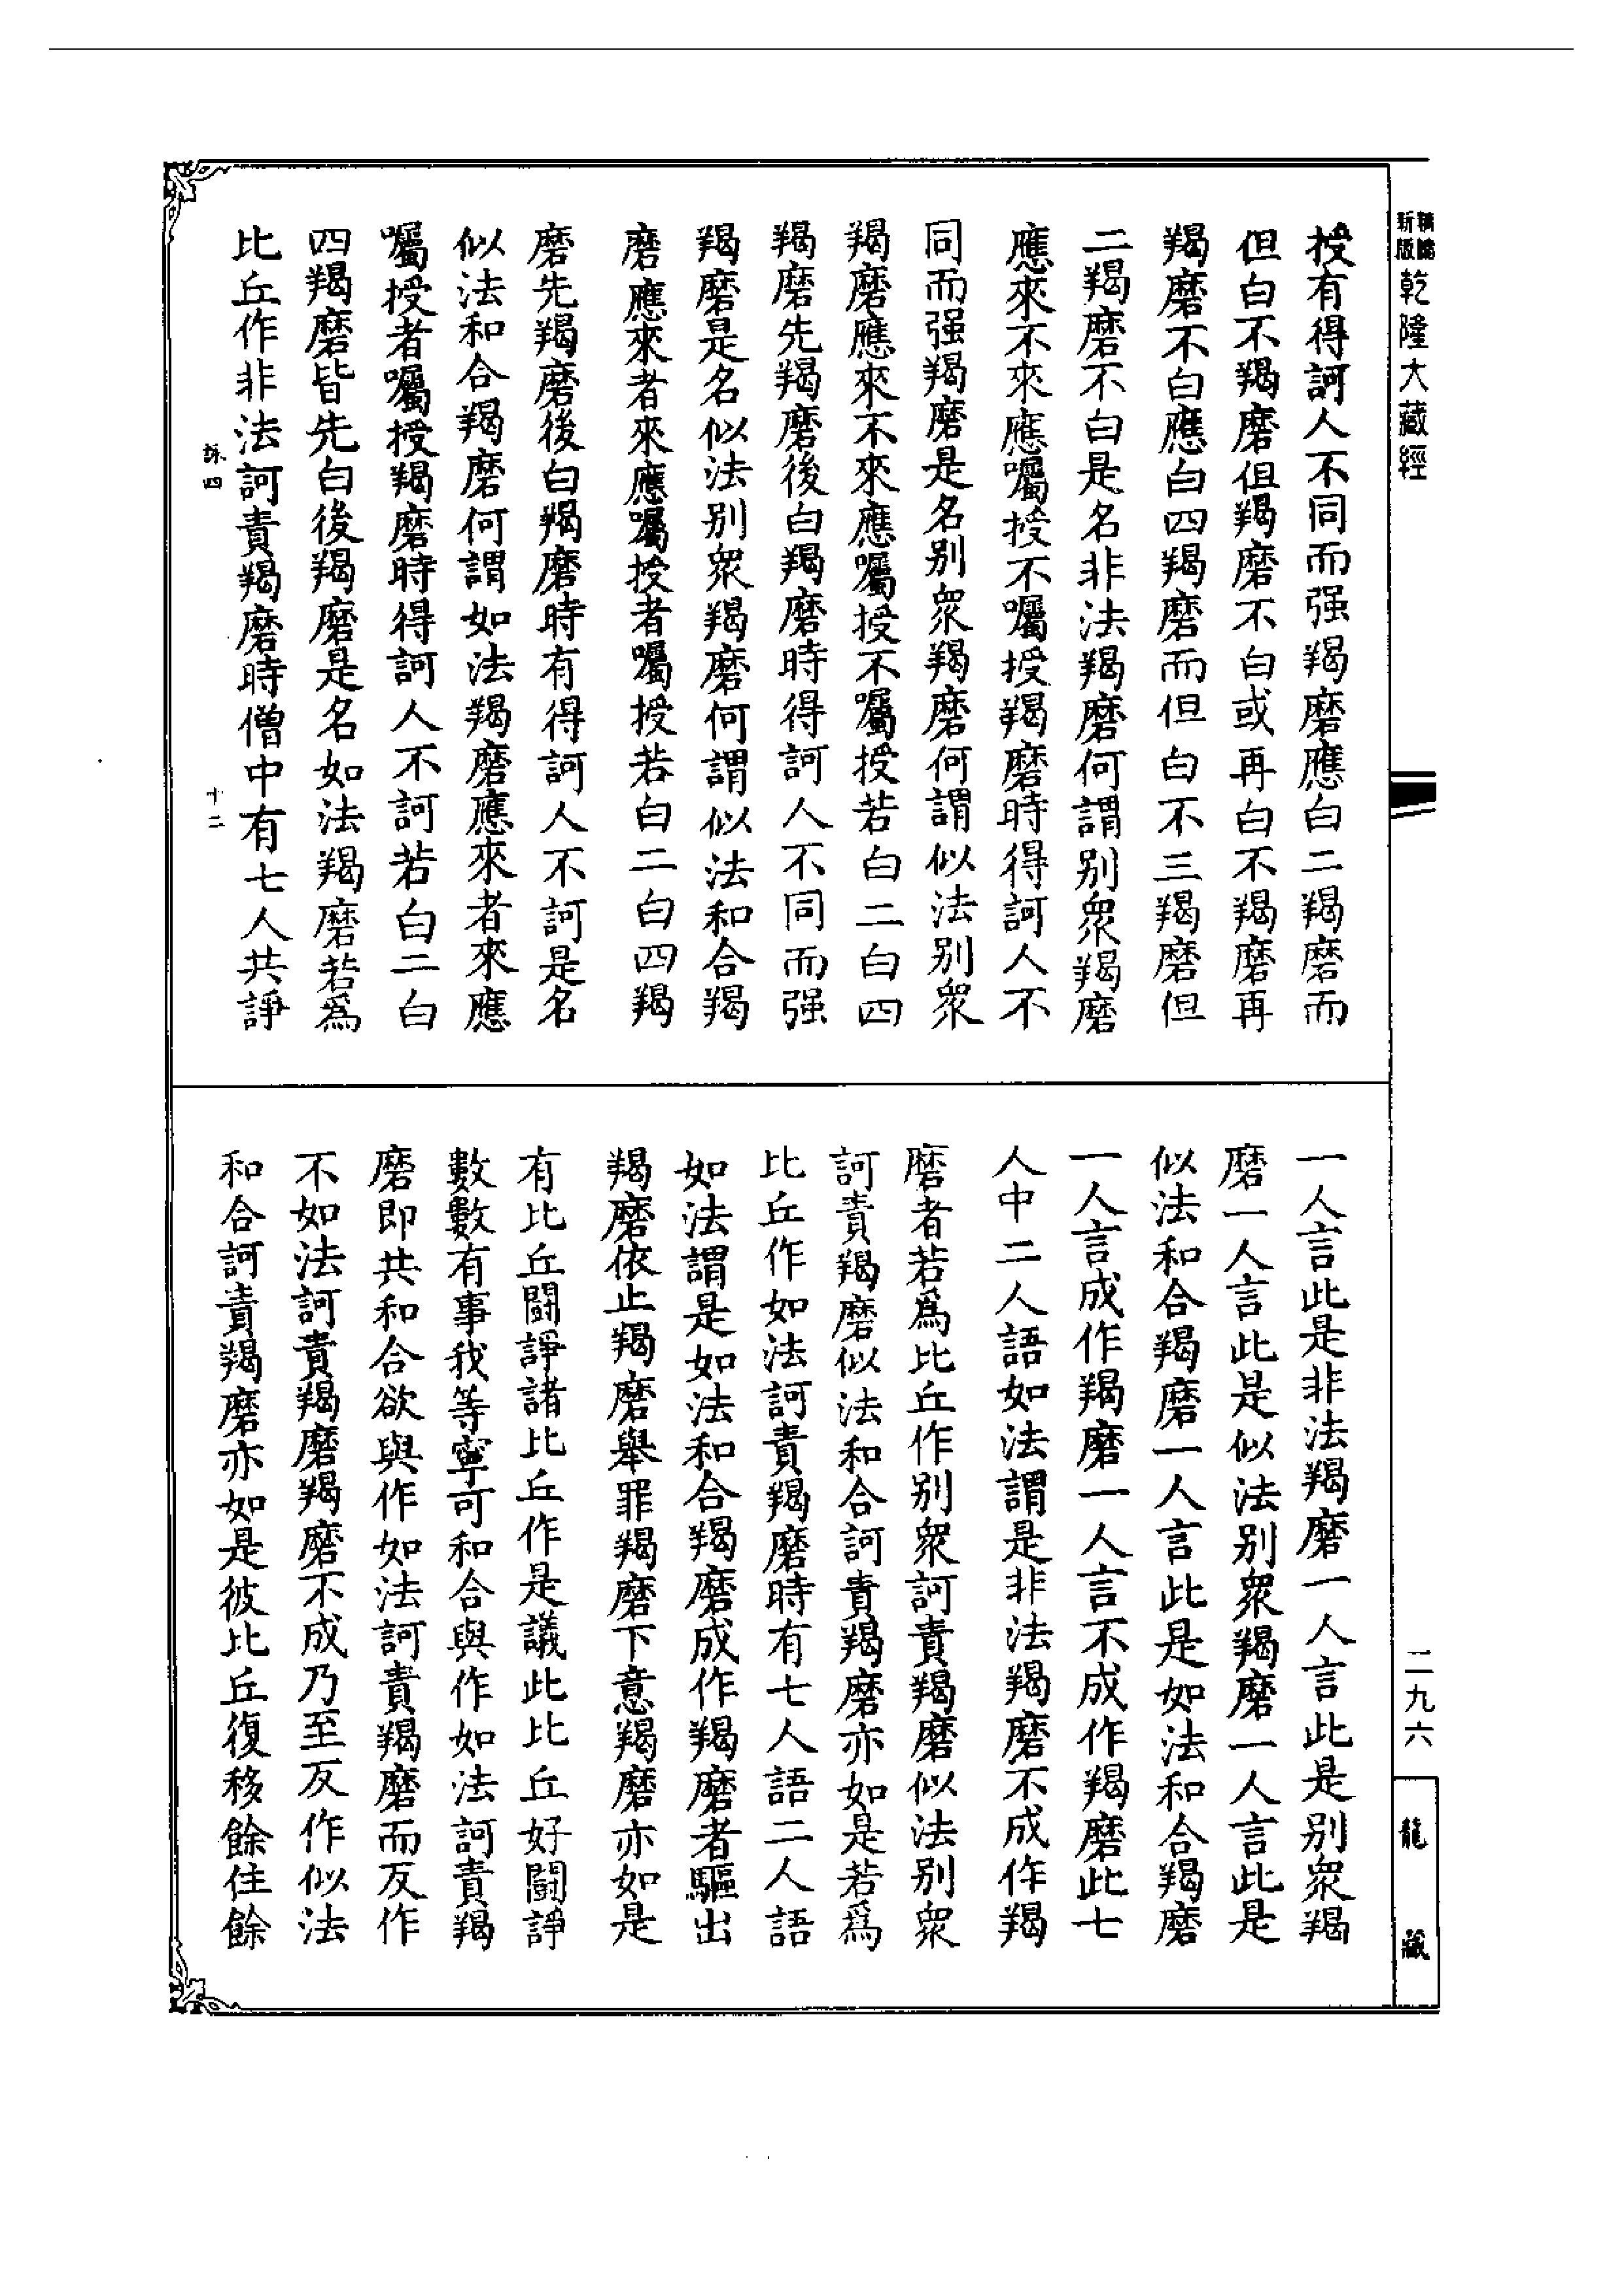 新編
新版
乾隆大藏經
授有得訶人不同而强羯磨應白二羯磨而
但白不羯磨但羯磨不白或再白不羯磨再
羯磨不白應白四羯磨而但白不三羯磨但
二羯磨不白是名非法羯磨何謂别衆羯磨
應來不來應囑授不囑授羯磨時得訶人不
同而强羯磨是名别衆羯磨何謂似法别衆
羯磨應來不來應囑授不囑授若白二白四
羯磨先羯磨後白羯磨時得訶人不同而强
羯磨是名似法别衆羯磨何謂似法和合羯
磨應來者來應囑授者囑授若白二白四羯
磨先羯磨後白羯磨時有得訶人不訶是名
似法和合羯磨何謂如法羯磨應來者來應
囑授者囑授羯磨時得訶人不訶若白二白
四羯磨皆先白後羯磨是名如法羯磨若爲
比丘作非法訶責羯磨時僧中有七人共諍
詠四
十二
一人言此是非法羯磨一人言此是别衆羯
磨一人言此是似法别衆羯磨一人言此是
似法和合羯磨一人言此是如法和合羯磨
一人言成作羯磨一人言不成作羯磨此七
人中二人語如法謂是非法羯磨不成作羯
磨者若爲比丘作别衆訶責羯磨似法别衆
訶責羯磨似法和合訶責羯磨亦如是若爲
比丘作如法訶責羯磨時有七人語二人語
如法謂是如法和合羯磨成作羯磨者驅出
羯磨依止羯磨舉罪羯磨下意羯磨亦如是
有比丘鬪諍諸比丘作是議此比丘好鬪諍
數數有事我等寧可和合與作如法訶責羯
磨即共和合欲與作如法訶責羯磨而反作
不如法訶責羯磨羯磨不成乃至反作似法
和合訶責羯磨亦如是彼比丘復移餘住餘
二九六
龍藏